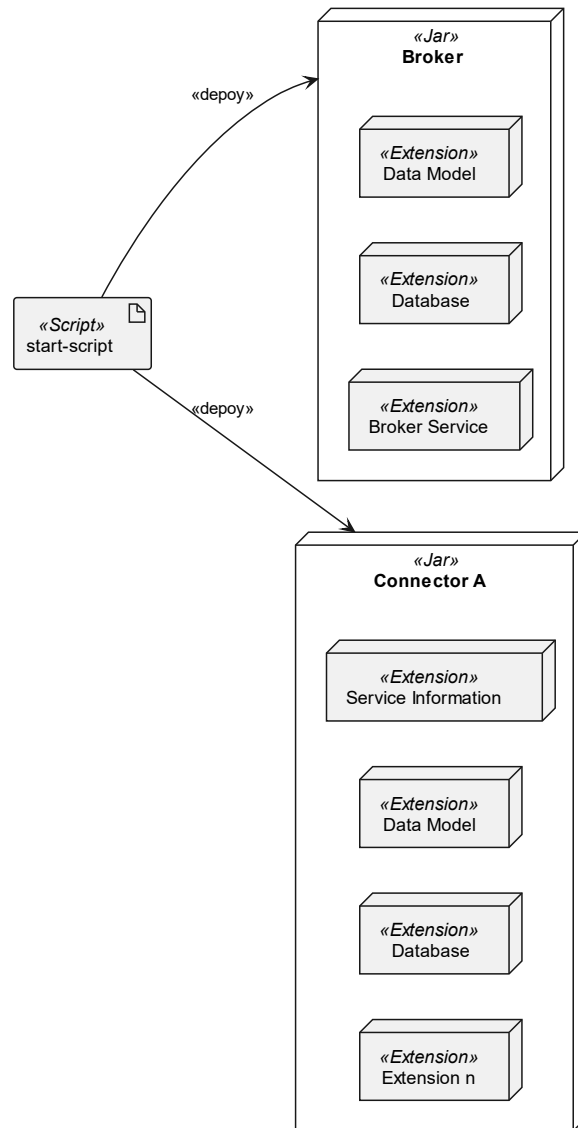 «Jar»
Broker
«depoy»
«Extension»
Data Model
«Extension»
Database
«Script»
start-script
«Extension»
Broker Service
«depoy»
«Jar»
Connector A
«Extension»
Service Information
«Extension»
Data Model
«Extension»
Database
«Extension»
Extension n